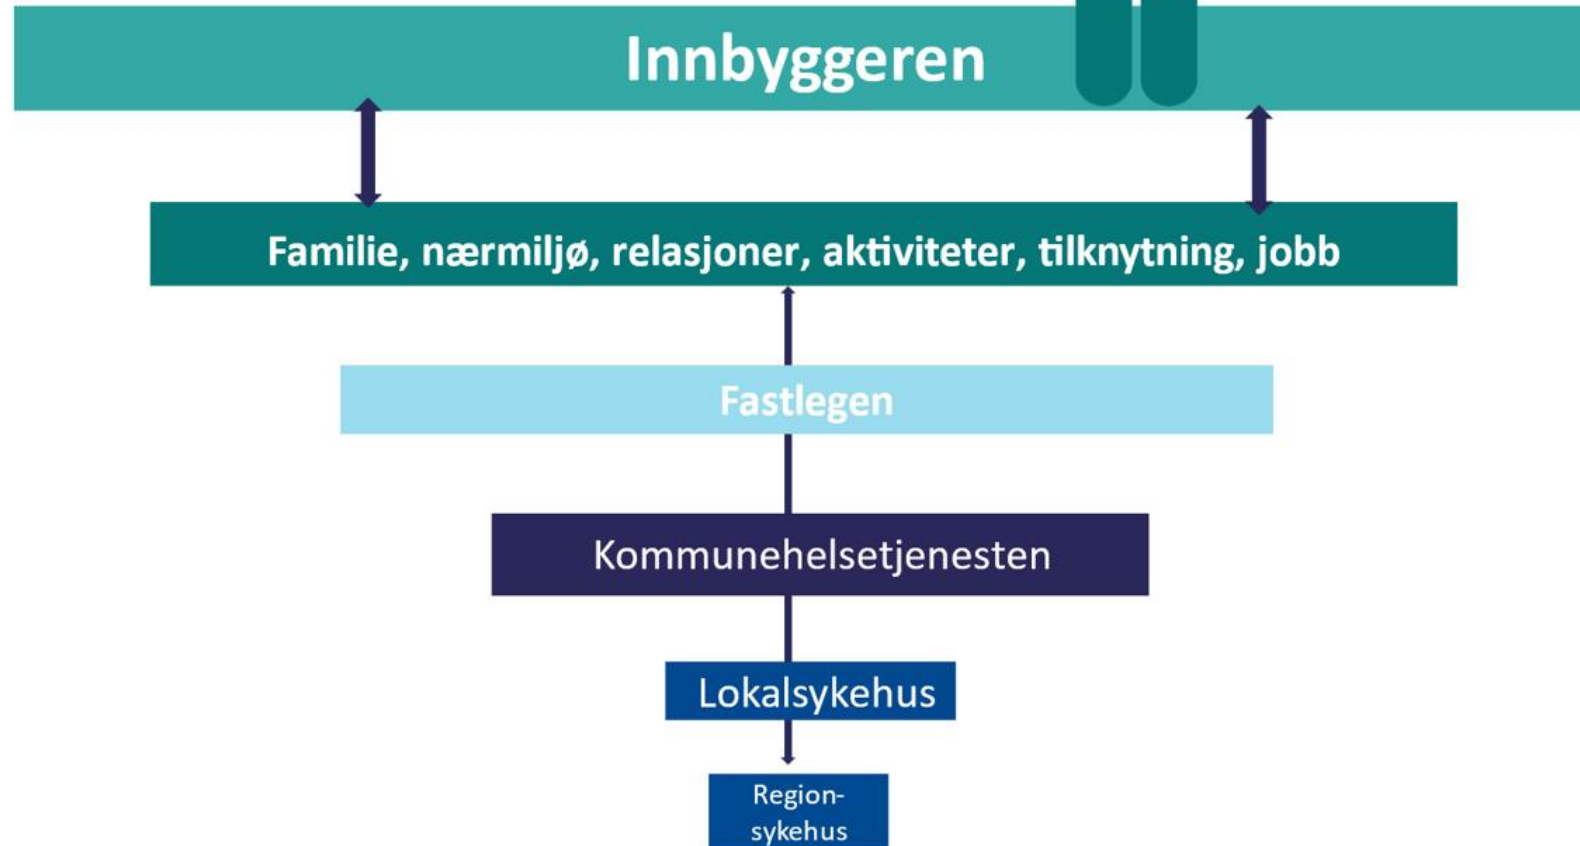 Innbyggeren
Familie, nærmiljø, relasjoner, aktiviteter, tilknytning, jobb
Fastlegen
Kommunehelsetjenesten
Lokalsykehus
Region-
sykehus